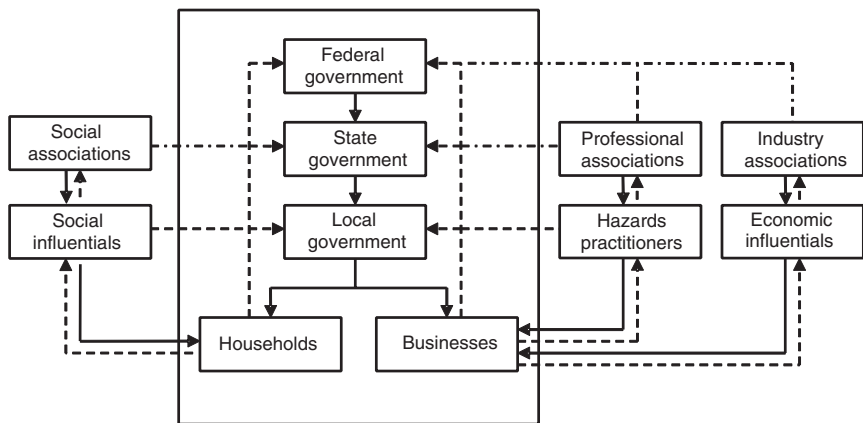 Federal
government
Social
associations
State
government
Professional
associations
Industry
associations
Social
influentials
Local
government
Hazards
practitioners
Economic
influentials
Households
Businesses